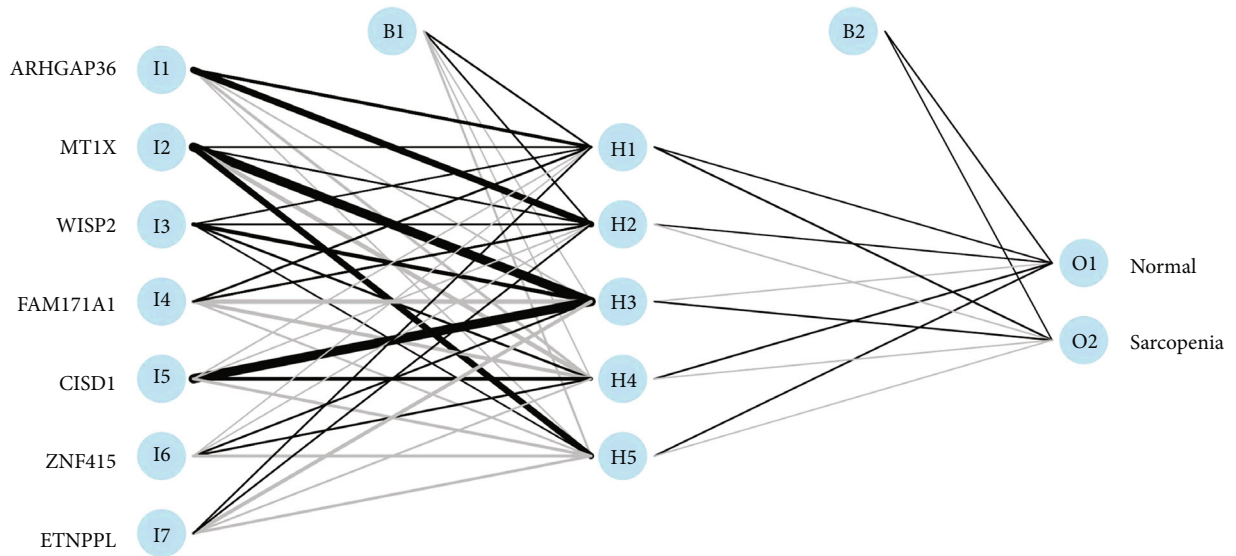 B1
B2
ARHGAP36 I1
MT1X I2 H1
WISP2 I3 H2
O1 Normal
FAM171A1 I4 H3
O2 Sarcopenia
CISD1 I5 H4
ZNF415 I6 H5
ETNPPL I7